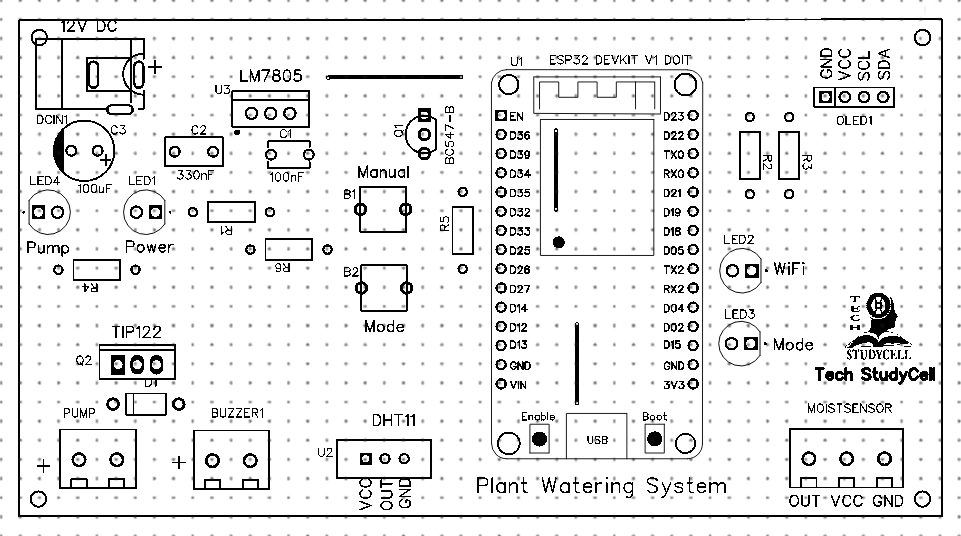 12V DC
+
DCIN1
C3
+
100uF
LM7805
U3
C2
330nF
C1
100nF
LED4
Pump
LED1
Power
R1
R6
R4
Manual
B1
B2
Mode
Q1
BC547-B
R5
U1
ESP32 DEVKIT V1 DOIT
EN
D36
D39
D34
D35
D32
D33
D25
D26
D27
D14
D12
D13
GND
VIN
D23
D22
TX0
RX0
D21
D19
D18
D05
TX2
RX2
D04
D02
D15
GND
3V3
Enable
Boot
USB
GND
VCC
SCL
SDA
OLED1
R2
R3
LED2
WiFi
LED3
Mode
TECH
STUDYCELL
Tech StudyCell
TIP122
Q2
D1
PUMP
+
BUZZER1
+
DHT11
U2
VCC
OUT
GND
Plant Watering System
MOISTSENSOR
OUT VCC GND